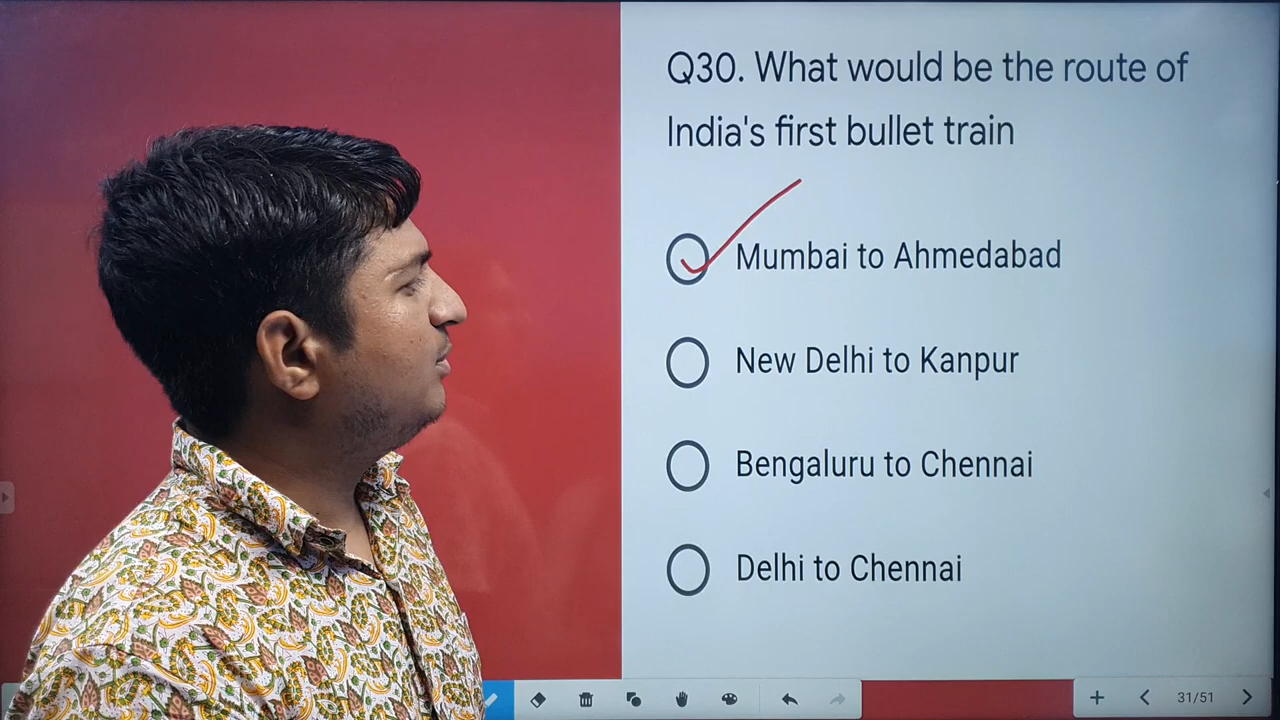 Q30. What would be the route of
India's first bullet train
Mumbai to Ahmedabad
New Delhi to Kanpur
Bengaluru to Chennai
Delhi to Chennai
31/51